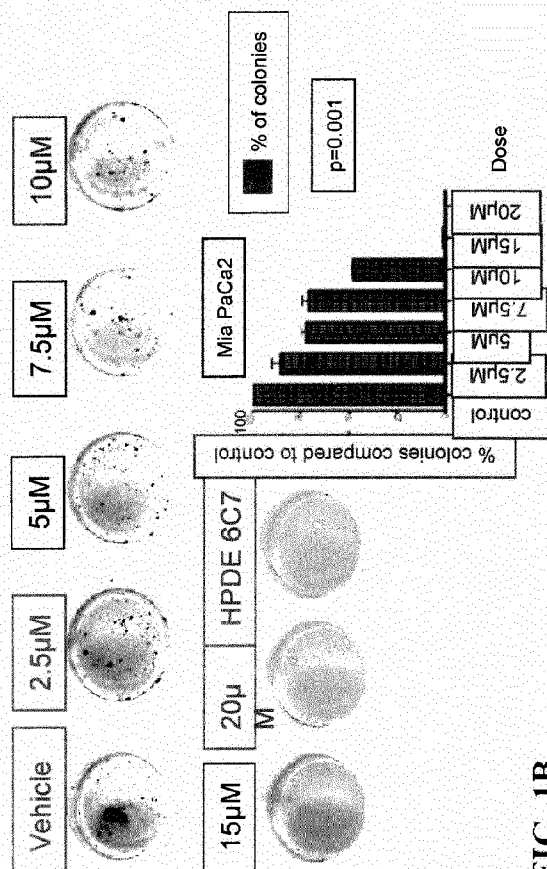 Vehicle
2.5µM
5µM
7.5µM
10µM
15µM
20µ
M
HPDE 6C7
Mia PaCa2
% of colonies
p=0.001
100
% colonies compared to control
control
2.5µM
5uM
7.5µM
10µM
15µM
20µM
Dose
FIG. 1B